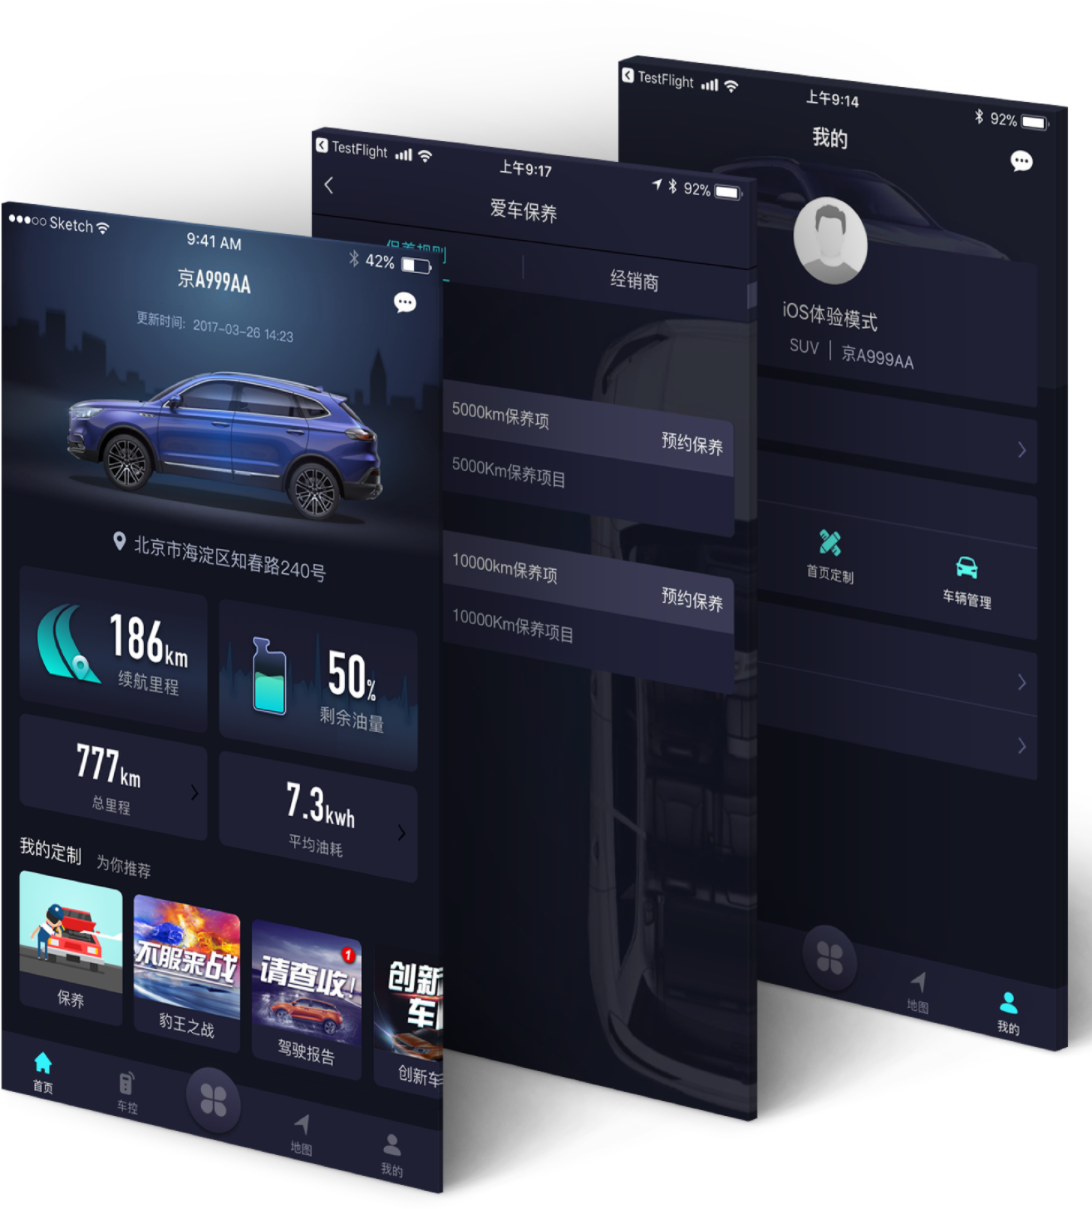 Sketch
9:41 AM
42%
京A999AA
更新时间: 2017-03-26 14:23
北京市海淀区知春路240号
186km
续航里程
50%
剩余油量
777km
总里程
7.3kwh
平均油耗
我的定制 为你推荐
不服来战
请查收!
1
创新
车
保养
豹王之战
驾驶报告
创新车
首页
车控
地图
我的
TestFlight
上午9:17
92%
爱车保养
保养规则
经销商
5000km保养项
预约保养
5000Km保养项目
10000km保养项
预约保养
10000Km保养项目
TestFlight
上午9:14
92%
我的
iOS体验模式
SUV | 京A999AA
首页定制
车辆管理
地图
我的